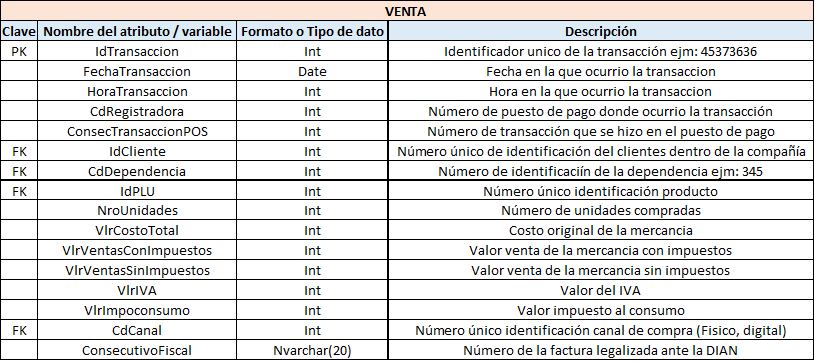 VENTA
Clave Nombre del atributo / variable Formato o Tipo de dato Descripción
PK IdTransaccion Int Identificador unico de la transacción ejm: 45373636
FechaTransaccion Date Fecha en la que ocurrio la transaccion
HoraTransaccion Int Hora en la que ocurrio la transaccion
CdRegistradora Int Número de puesto de pago donde ocurrio la transacción
ConsecTransaccionPOS Int Número de transacción que se hizo en el puesto de pago
FK IdCliente Int Número único de identificación del clientes dentro de la compañía
FK CdDependencia Int Número de identificaciín de la dependencia ejm: 345
FK IdPLU Int Número único identificación producto
NroUnidades Int Número de unidades compradas
VlrCostoTotal Int Costo original de la mercancia
VlrVentasConImpuestos Int Valor venta de la mercancia con impuestos
VlrVentasSinImpuestos Int Valor venta de la mercancia sin impuestos
VlrIVA Int Valor del IVA
VlrImpoconsumo Int Valor impuesto al consumo
FK CdCanal Int Número único identificación canal de compra (Fisico, digital)
ConsecutivoFiscal Nvarchar(20) Número de la factura legalizada ante la DIAN